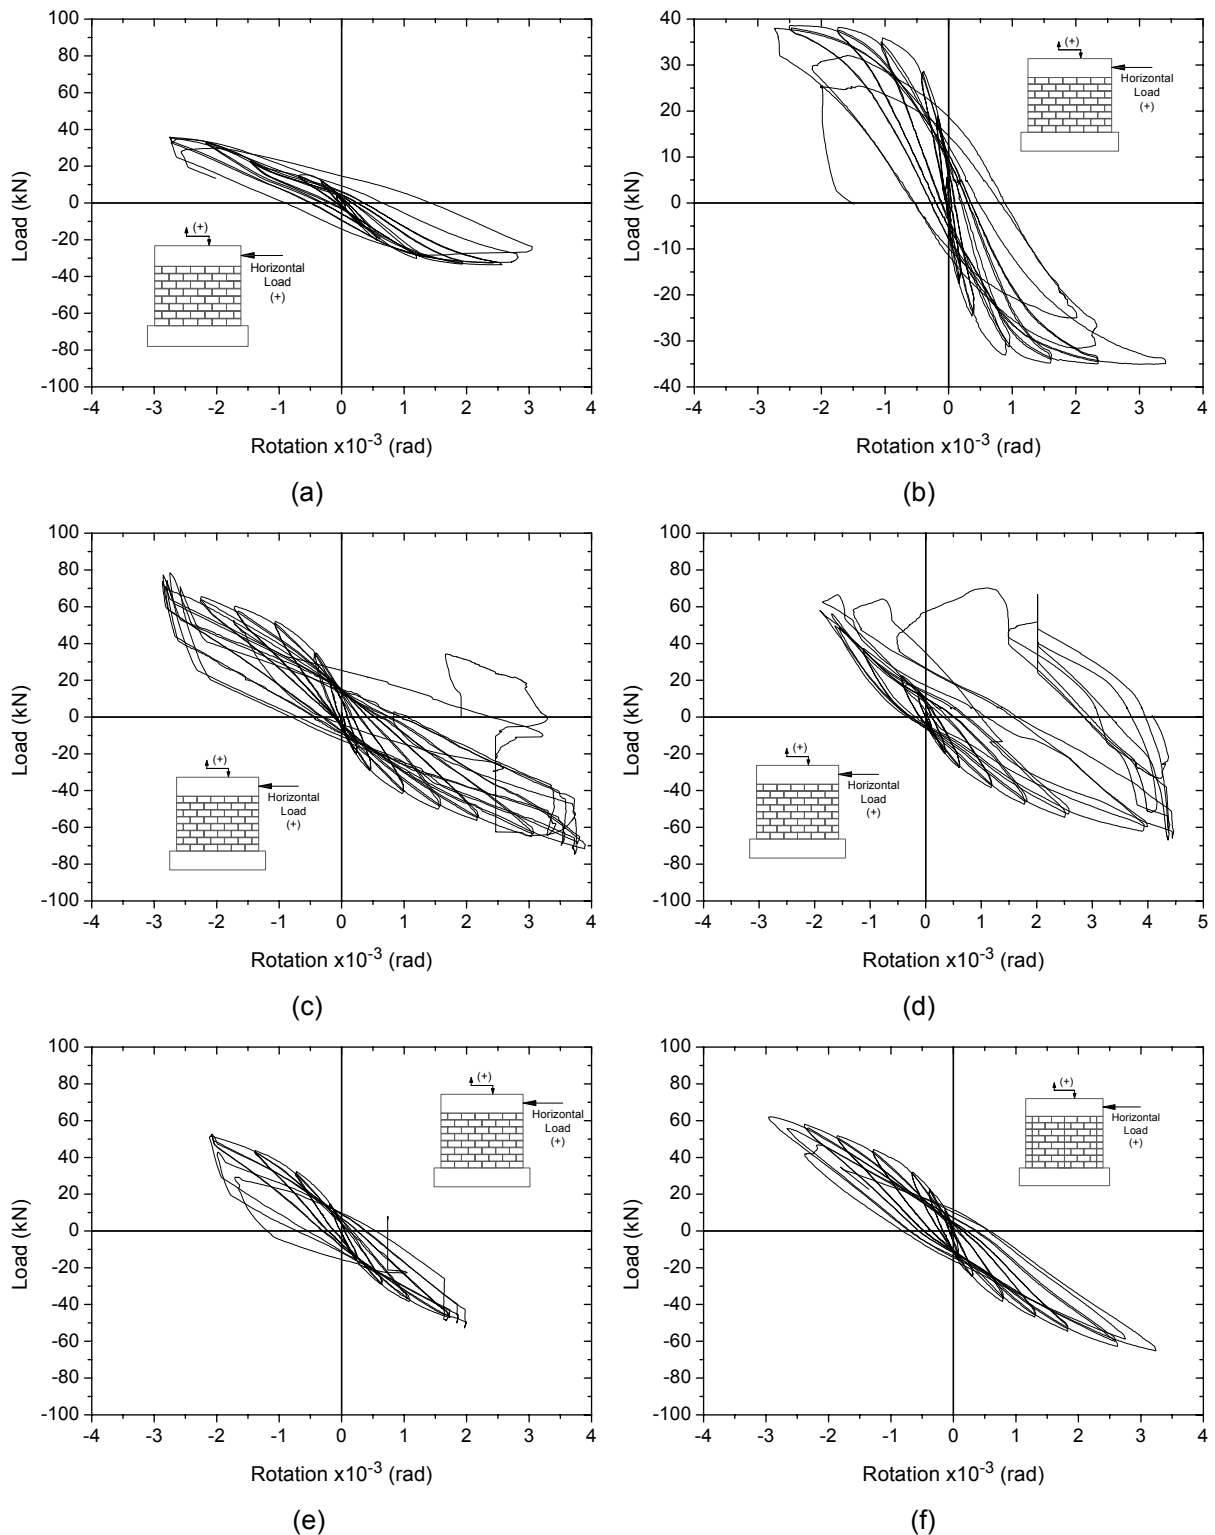 100
80
60
40
20
0
-20
-40
-60
-80
-100
Load (kN)
-4 -3 -2 -1 0 1 2 3 4
Rotation x10-3 (rad)
(+)
Horizontal
Load
(+)
(a)
40
30
20
10
0
-10
-20
-30
-40
Load (kN)
-4 -3 -2 -1 0 1 2 3 4
Rotation x10-3 (rad)
(+)
Horizontal
Load
(+)
(b)
100
80
60
40
20
0
-20
-40
-60
-80
-100
Load (kN)
-4 -3 -2 -1 0 1 2 3 4
Rotation x10-3 (rad)
(+)
Horizontal
Load
(+)
(c)
100
80
60
40
20
0
-20
-40
-60
-80
-100
Load (kN)
-4 -3 -2 -1 0 1 2 3 4 5
Rotation x10-3 (rad)
(+)
Horizontal
Load
(+)
(d)
100
80
60
40
20
0
-20
-40
-60
-80
-100
Load (kN)
-4 -3 -2 -1 0 1 2 3 4
Rotation x10-3 (rad)
(+)
Horizontal
Load
(+)
(e)
100
80
60
40
20
0
-20
-40
-60
-80
-100
Load (kN)
-4 -3 -2 -1 0 1 2 3 4
Rotation x10-3 (rad)
(+)
Horizontal
Load
(+)
(f)